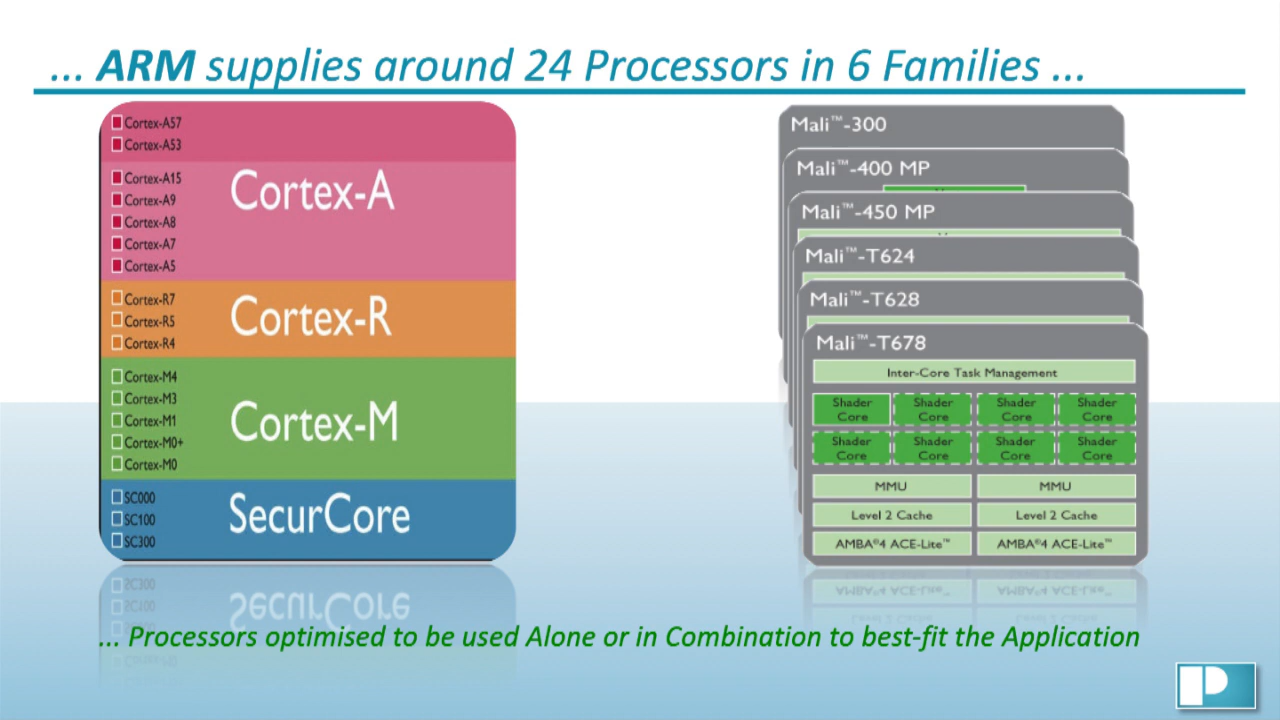 ... ARM supplies around 24 Processors in 6 Families ...
Cortex-A57
Cortex-A53
Cortex-A15
Cortex-A9
Cortex-A8
Cortex-A7
Cortex-A5
Cortex-A
Cortex-R7
Cortex-R5
Cortex-R4
Cortex-R
Cortex-M4
Cortex-M3
Cortex-M1
Cortex-M0+
Cortex-M0
Cortex-M
SC000
SC100
SC300
SecurCore
Mali™-300
Mali™-400 MP
Mali™-450 MP
Mali™-T624
Mali™-T628
Mali™-T678
Inter-Core Task Management
Shader Shader Shader Shader
Core Core Core Core
Shader Shader Shader Shader
Core Core Core Core
MMU MMU
Level 2 Cache Level 2 Cache
AMBA®4 ACE-Lite™ AMBA®4 ACE-Lite™
... Processors optimised to be used Alone or in Combination to best-fit the Application